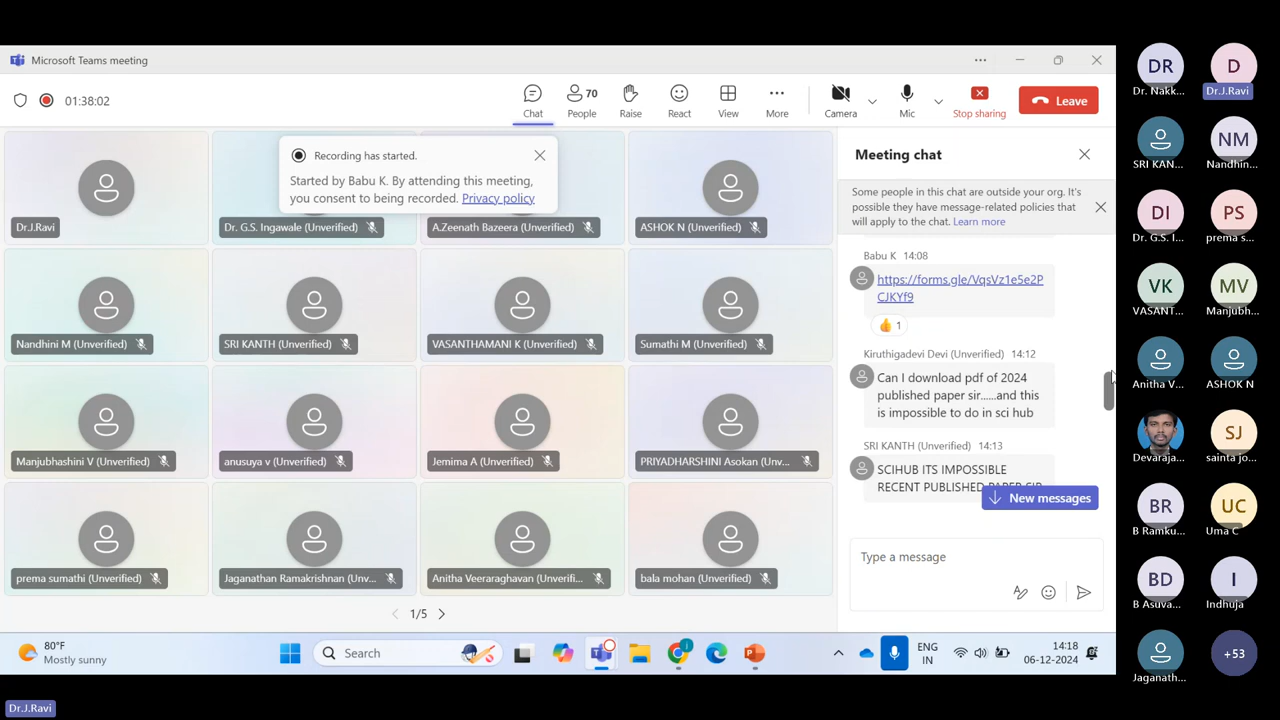 Microsoft Teams meeting
01:38:02
Chat
70
People
Raise
React
View
More
Camera
Mic
Stop sharing
Leave
Recording has started.
Started by Babu K. By attending this meeting,
you consent to being recorded. Privacy policy
Dr.J.Ravi
Dr. G.S. Ingawale (Unverified)
A.Zeenath Bazeera (Unverified)
ASHOK N (Unverified)
Nandhini M (Unverified)
SRI KANTH (Unverified)
VASANTHAMANI K (Unverified)
Sumathi M (Unverified)
Manjubhashini V (Unverified)
anusuya v (Unverified)
Jemima A (Unverified)
PRIYADHARSHINI Asokan (Unv...
prema sumathi (Unverified)
Jaganathan Ramakrishnan (Unv...
Anitha Veeraraghavan (Unverifi...
bala mohan (Unverified)
1/5
Meeting chat
Some people in this chat are outside your org. It's
possible they have message-related policies that
will apply to the chat. Learn more
Babu K 14:08
https://forms.gle/VqsVz1e5e2P
CJKYf9
1
Kiruthigadevi Devi (Unverified) 14:12
Can I download pdf of 2024
published paper sir......and this
is impossible to do in sci hub
SRI KANTH (Unverified) 14:13
SCIHUB ITS IMPOSSIBLE
RECENT PUBLISHED PAPER SIR
New messages
Type a message
80°F
Mostly sunny
Search
ENG
IN
14:18
06-12-2024
DR
Dr. Nakk...
D
Dr.J.Ravi
SRI KAN...
NM
Nandhin...
DI
Dr. G.S. I...
PS
prema s...
VK
VASANT...
MV
Manjubh...
Anitha V...
ASHOK N
Devaraja...
SJ
sainta jo...
BR
B Ramku...
UC
Uma C
BD
B Asuva...
I
Indhuja
Jaganath...
+53
Dr.J.Ravi